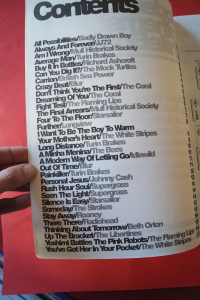 Contents
All Possibilities/Badly Drawn Boy
Always And Forever/JJ72
Am I Wrong/Mull Historical Society
Average Man/Turin Brakes
Buy It In Bottles/Richard Ashcroft
Can You Dig It?/The Mock Turtles
Carrion/British Sea Power
Crazy Beat/Blur
Don't Think You're The First/The Coral
Dreaming Of You/The Coral
Fight Test/The Flaming Lips
The Final Arrears/Mull Historical Society
Four To The Floor/Starsailor
Further/Longview
I Want To Be The Boy To Warm
Your Mother's Heart/The White Stripes
Long Distance/Turin Brakes
A Minha Menina/The Bees
A Modern Way Of Letting Go/Idlewild
Out Of Time/Blur
Painkiller/Turin Brakes
Personal Jesus/Johnny Cash
Rush Hour Soul/Supergrass
Seen The Light/Supergrass
Silence Is Easy/Starsailor
Someday/The Strokes
Stay Away/Rooney
There There/Radiohead
Thinking About Tomorrow/Beth Orton
Up The Bracket/The Libertines
Yoshimi Battles The Pink Robots/The Flaming Lips
You've Got Her In Your Pocket/The White Stripes